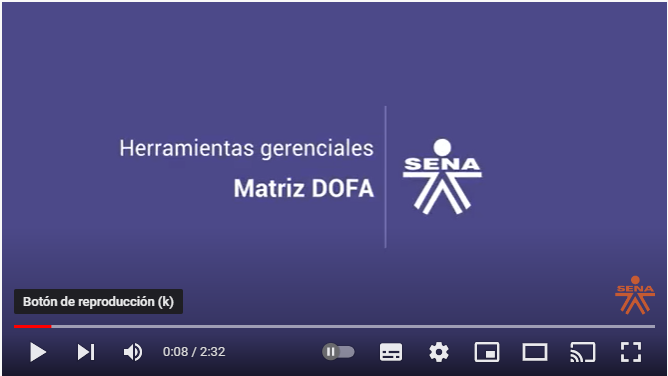 Herramientas gerenciales
Matriz DOFA
SENA
SENA
Botón de reproducción (k)
0:08 / 2:32